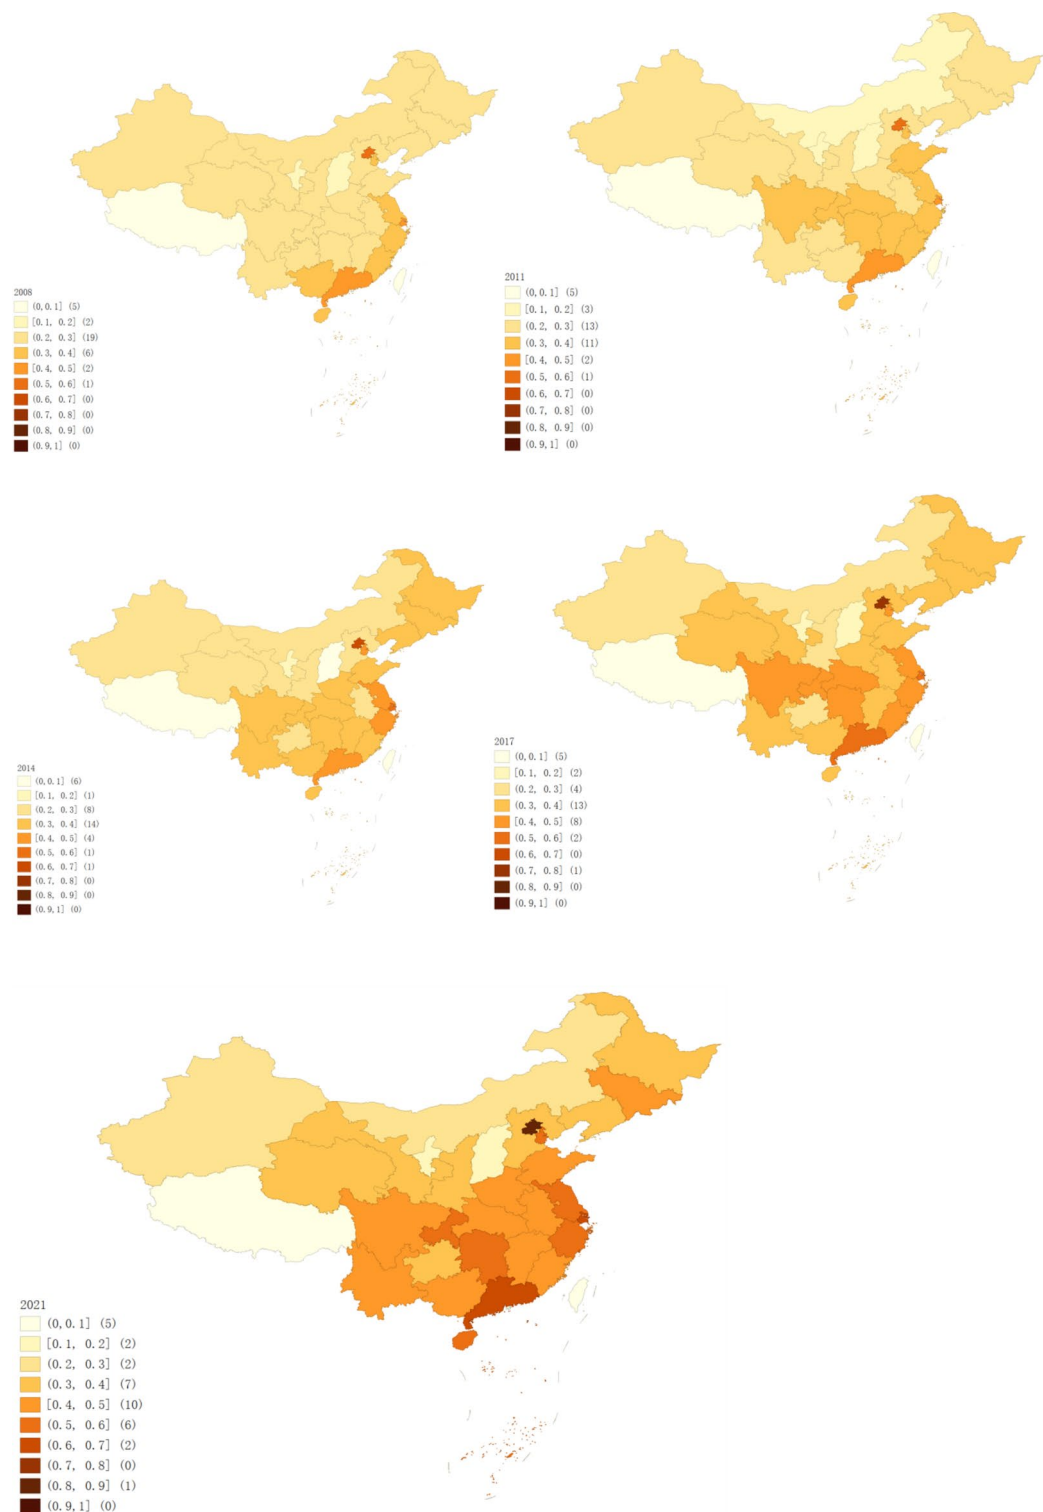 2008
(0,0.1] (5)
[0.1, 0.2] (2)
(0.2, 0.3] (19)
(0.3, 0.4] (6)
[0.4, 0.5] (2)
(0.5, 0.6] (1)
(0.6, 0.7] (0)
(0.7, 0.8] (0)
(0.8, 0.9] (0)
(0.9,1] (0)
2011
(0,0.1] (5)
[0.1, 0.2] (3)
(0.2, 0.3] (13)
(0.3, 0.4] (11)
[0.4, 0.5] (2)
(0.5, 0.6] (1)
(0.6, 0.7] (0)
(0.7, 0.8] (0)
(0.8, 0.9] (0)
(0.9,1] (0)
2014
(0,0.1] (6)
[0.1, 0.2] (1)
(0.2, 0.3] (8)
(0.3, 0.4] (14)
[0.4, 0.5] (4)
(0.5, 0.6] (1)
(0.6, 0.7] (1)
(0.7, 0.8] (0)
(0.8, 0.9] (0)
(0.9,1] (0)
2017
(0,0.1] (5)
[0.1, 0.2] (2)
(0.2, 0.3] (4)
(0.3, 0.4] (13)
[0.4, 0.5] (8)
(0.5, 0.6] (2)
(0.6, 0.7] (0)
(0.7, 0.8] (1)
(0.8, 0.9] (0)
(0.9,1] (0)
2021
(0,0.1] (5)
[0.1, 0.2] (2)
(0.2, 0.3] (2)
(0.3, 0.4] (7)
[0.4, 0.5] (10)
(0.5, 0.6] (6)
(0.6, 0.7] (2)
(0.7, 0.8] (0)
(0.8, 0.9] (1)
(0.9,1] (0)